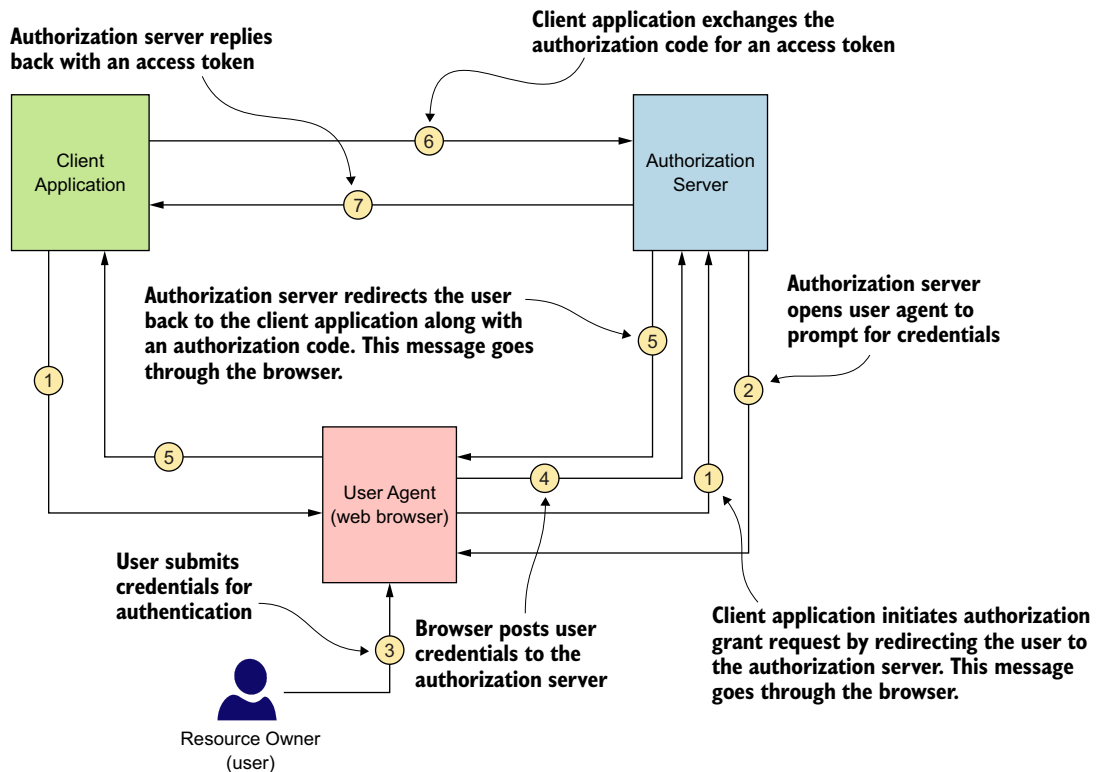 Client application exchanges the
authorization code for an access token
Authorization server replies
back with an access token
Client
Application
6
Authorization
Server
7
Authorization server redirects the user
back to the client application along with
an authorization code. This message goes
through the browser.
Authorization server
opens user agent to
prompt for credentials
5
1
2
5
User Agent
(web browser)
4
1
User submits
credentials for
authentication
3
Browser posts user
credentials to the
authorization server
Client application initiates authorization
grant request by redirecting the user to
the authorization server. This message
goes through the browser.
Resource Owner
(user)